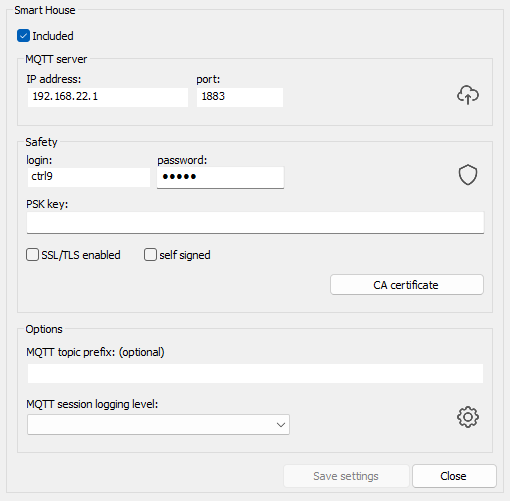 Smart House
Included
MQTT server
IP address: port:
192.168.22.1 1883
Safety
login: password:
ctrl9 •••••
PSK key:
SSL/TLS enabled self signed
CA certificate
Options
MQTT topic prefix: (optional)
MQTT session logging level:
Save settings Close